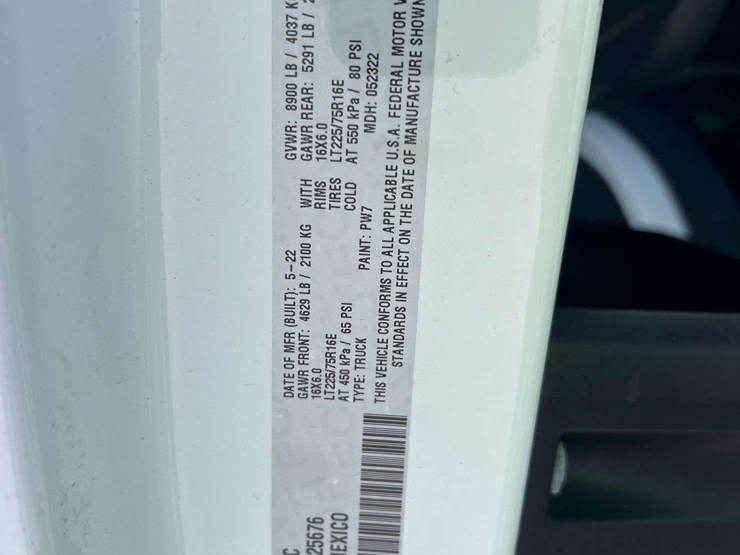 DATE OF MFR (BUILT): 5-22 GVWR: 8900 LB / 4037 K
GAWR FRONT: 4629 LB / 2100 KG WITH GAWR REAR: 5291 LB /
16X6.0 RIMS 16X6.0
LT225/75R16E TIRES LT225/75R16E
AT 450 kPa / 65 PSI COLD AT 550 kPa / 80 PSI
TYPE: TRUCK PAINT: PW7 MDH: 052322
THIS VEHICLE CONFORMS TO ALL APPLICABLE U.S.A. FEDERAL MOTOR
STANDARDS IN EFFECT ON THE DATE OF MANUFACTURE SHOWN
C
25676
EXICO